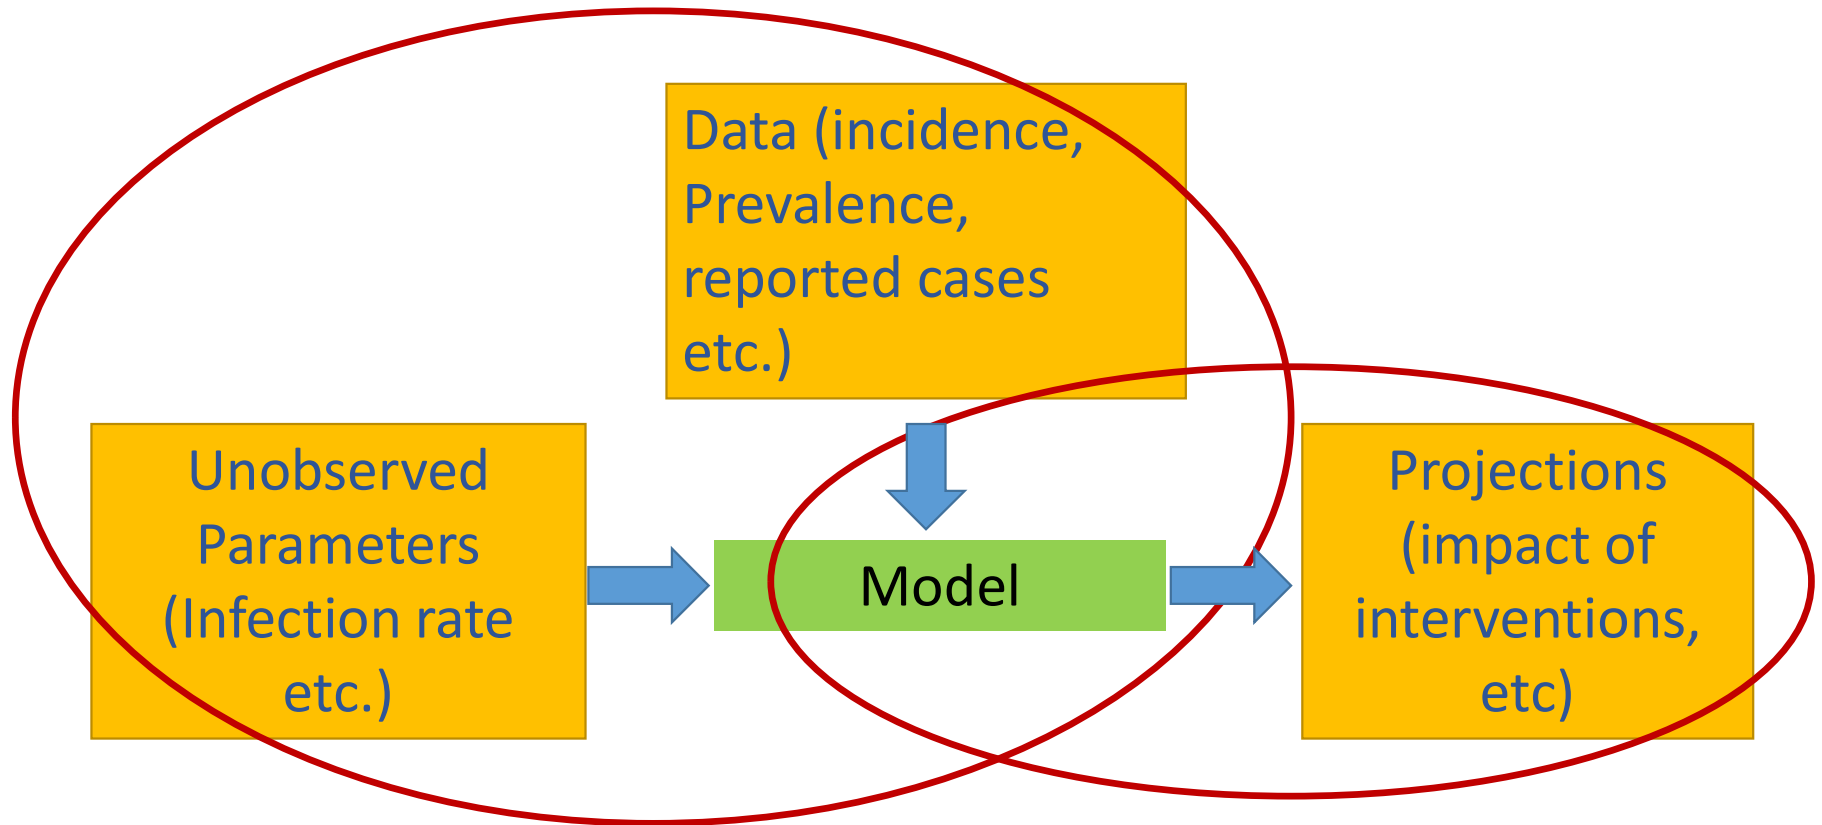 Data (incidence,
Prevalence,
reported cases
etc.)
Unobserved
Parameters
(Infection rate
etc.)
Model
Projections
(impact of
interventions,
etc)